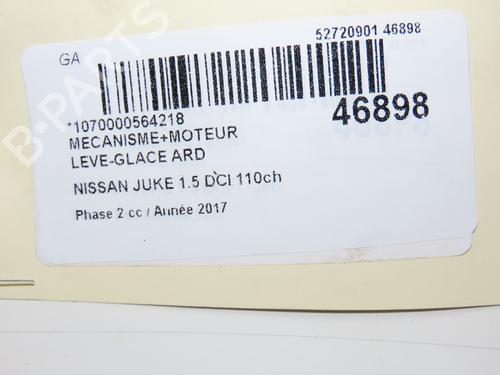 52720901 46898
GA
*1070000564218
46898
MECANISME+MOTEUR
LEVE-GLACE ARD
NISSAN JUKE 1.5 DCI 110ch
Phase 2 cc / Année 2017
B-PARTS